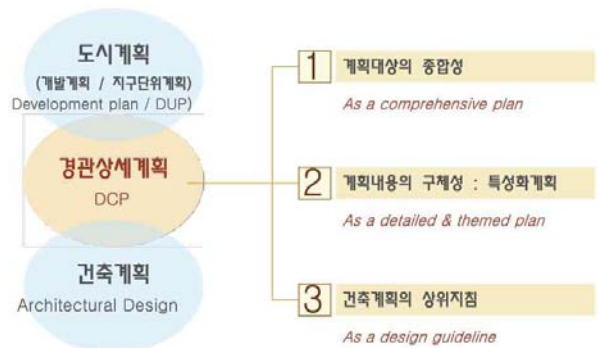 도시계획
(개발계획 / 지구단위계획)
Development plan / DUP)
경관상세계획
DCP
건축계획
Architectural Design
1 계획대상의 종합성
As a comprehensive plan
2 계획내용의 구체성 : 특성화계획
As a detailed & themed plan
3 건축계획의 상위지침
As a design guideline